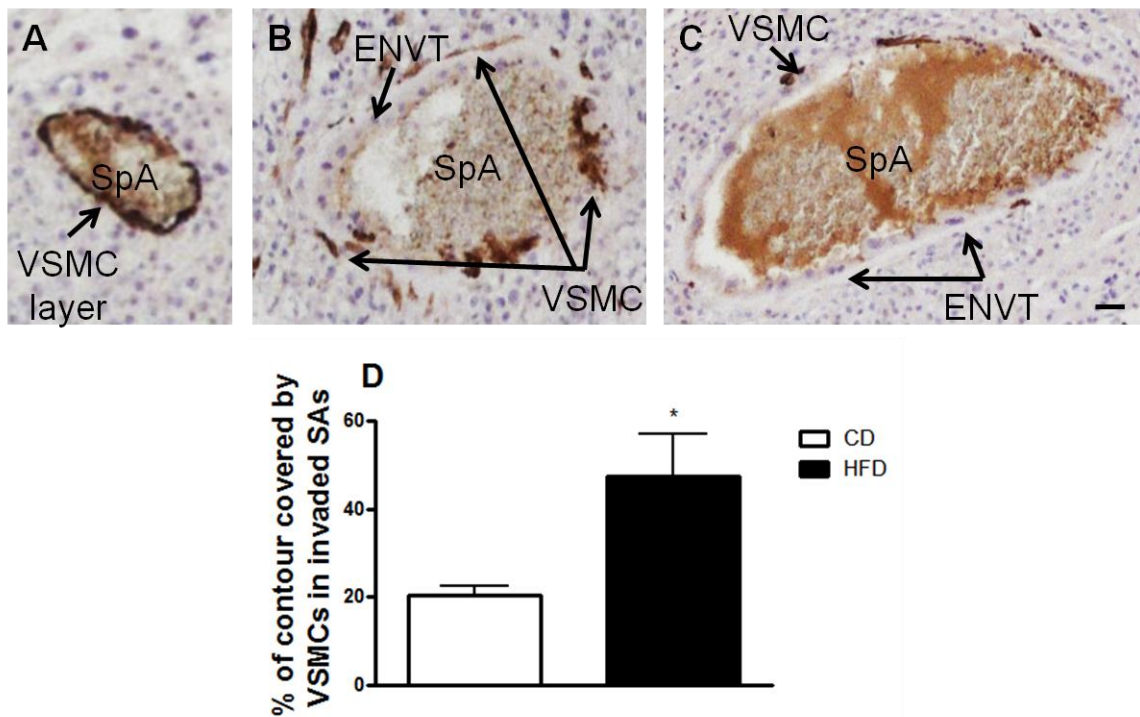 A
SpA
VSMC
layer
B
ENVT
SpA
VSMC
C
VSMC
SpA
ENVT
D
% of contour covered by
VSMCs in invaded SAs
60
40
20
0
*
CD
HFD